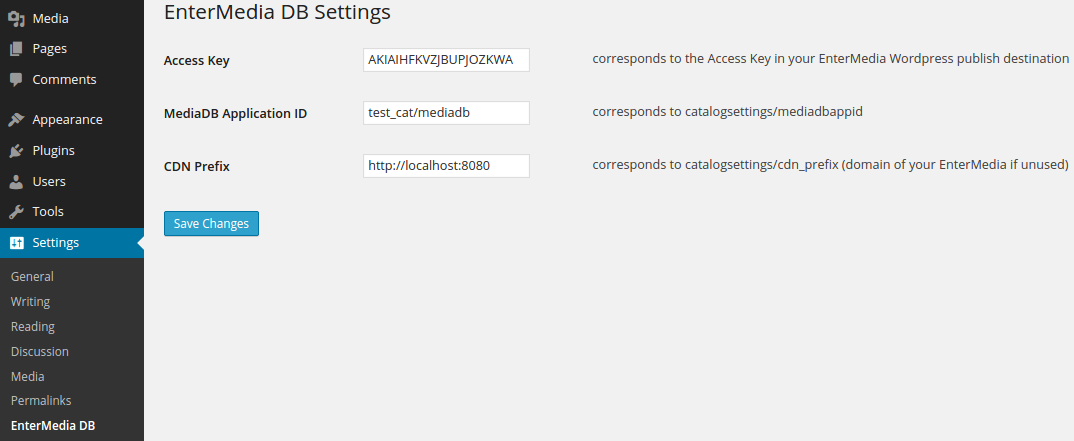 Media
Pages
Comments
Appearance
Plugins
Users
Tools
Settings
General
Writing
Reading
Discussion
Media
Permalinks
EnterMedia DB
EnterMedia DB Settings
Access Key AKIAIHFKVZJBUPJOZKWA corresponds to the Access Key in your EnterMedia Wordpress publish destination
MediaDB Application ID test_cat/mediadb corresponds to catalogsettings/mediadbappid
CDN Prefix http://localhost:8080 corresponds to catalogsettings/cdn_prefix (domain of your EnterMedia if unused)
Save Changes